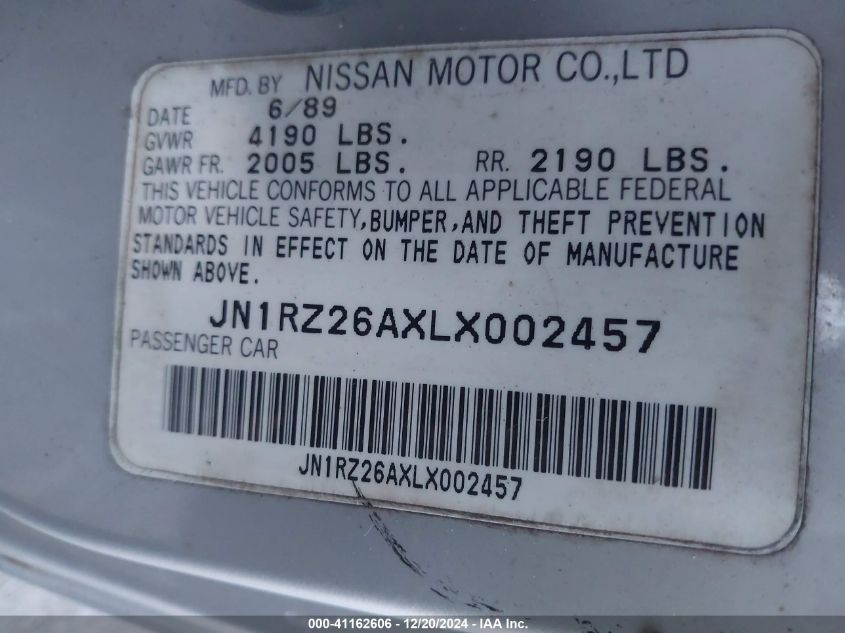 MFD. BY NISSAN MOTOR CO.,LTD
DATE 6/89
GVWR 4190 LBS.
GAWR FR. 2005 LBS. RR. 2190 LBS.
THIS VEHICLE CONFORMS TO ALL APPLICABLE FEDERAL
MOTOR VEHICLE SAFETY,BUMPER,AND THEFT PREVENTION
STANDARDS IN EFFECT ON THE DATE OF MANUFACTURE
SHOWN ABOVE.
JN1RZ26AXLX002457
PASSENGER CAR
JN1RZ26AXLX002457
000-41162606 - 12/20/2024 - IAA Inc.